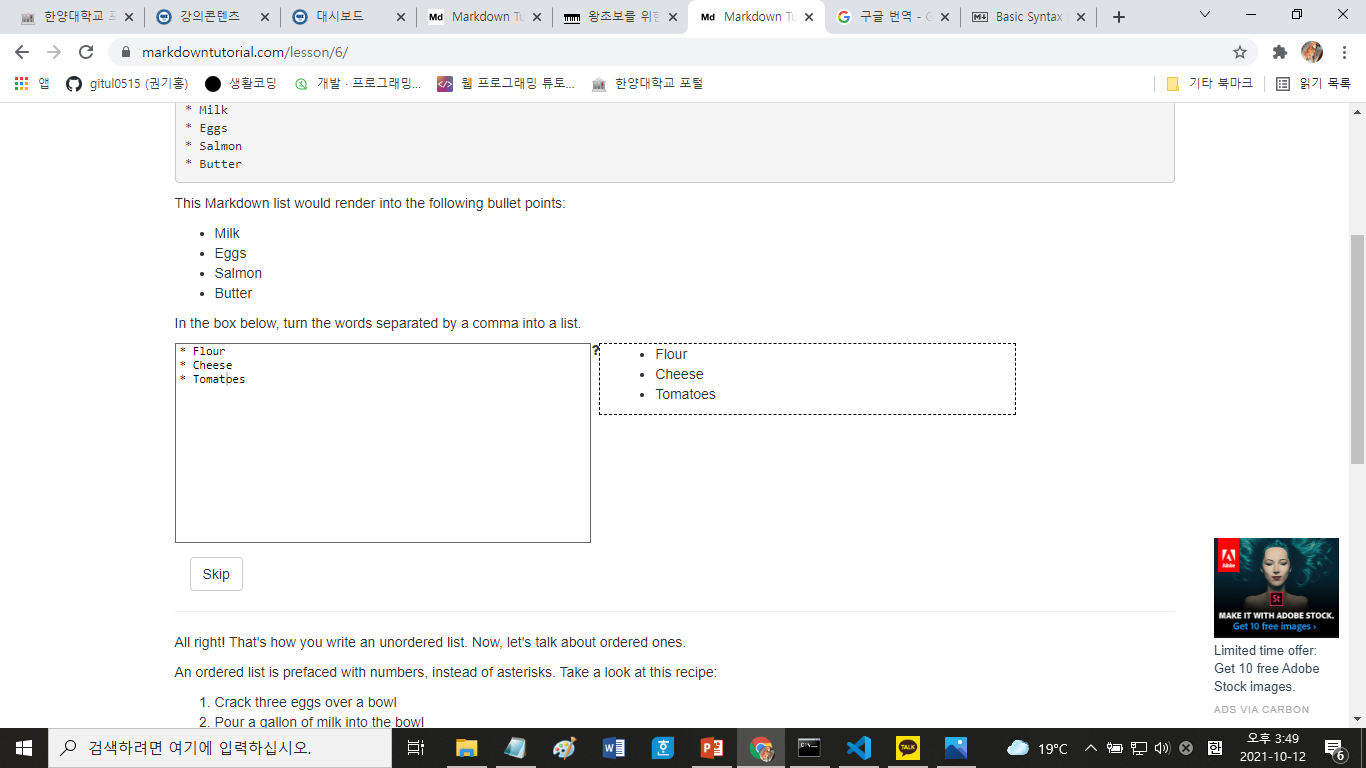 한양대학교 포
강의콘텐츠
대시보드
Md Markdown Tu
왕초보를 위한
Md Markdown Tu
구글 번역 - G
Basic Syntax
markdowntutorial.com/lesson/6/
앱
gitul0515 (권기홍)
생활코딩
개발 · 프로그래밍...
웹 프로그래밍 튜토...
한양대학교 포털
기타 북마크
읽기 목록
* Milk
* Eggs
* Salmon
* Butter
This Markdown list would render into the following bullet points:
• Milk
• Eggs
• Salmon
• Butter
In the box below, turn the words separated by a comma into a list.
* Flour
* Cheese
* Tomatoes
?
• Flour
• Cheese
• Tomatoes
Skip
All right! That's how you write an unordered list. Now, let's talk about ordered ones.
An ordered list is prefaced with numbers, instead of asterisks. Take a look at this recipe:
1. Crack three eggs over a bowl
2. Pour a gallon of milk into the bowl
Adobe
St
MAKE IT WITH ADOBE STOCK.
Get 10 free images ›
Limited time offer:
Get 10 free Adobe
Stock images.
ADS VIA CARBON
검색하려면 여기에 입력하십시오.
TALK
19°C
한
오후 3:49
2021-10-12
6